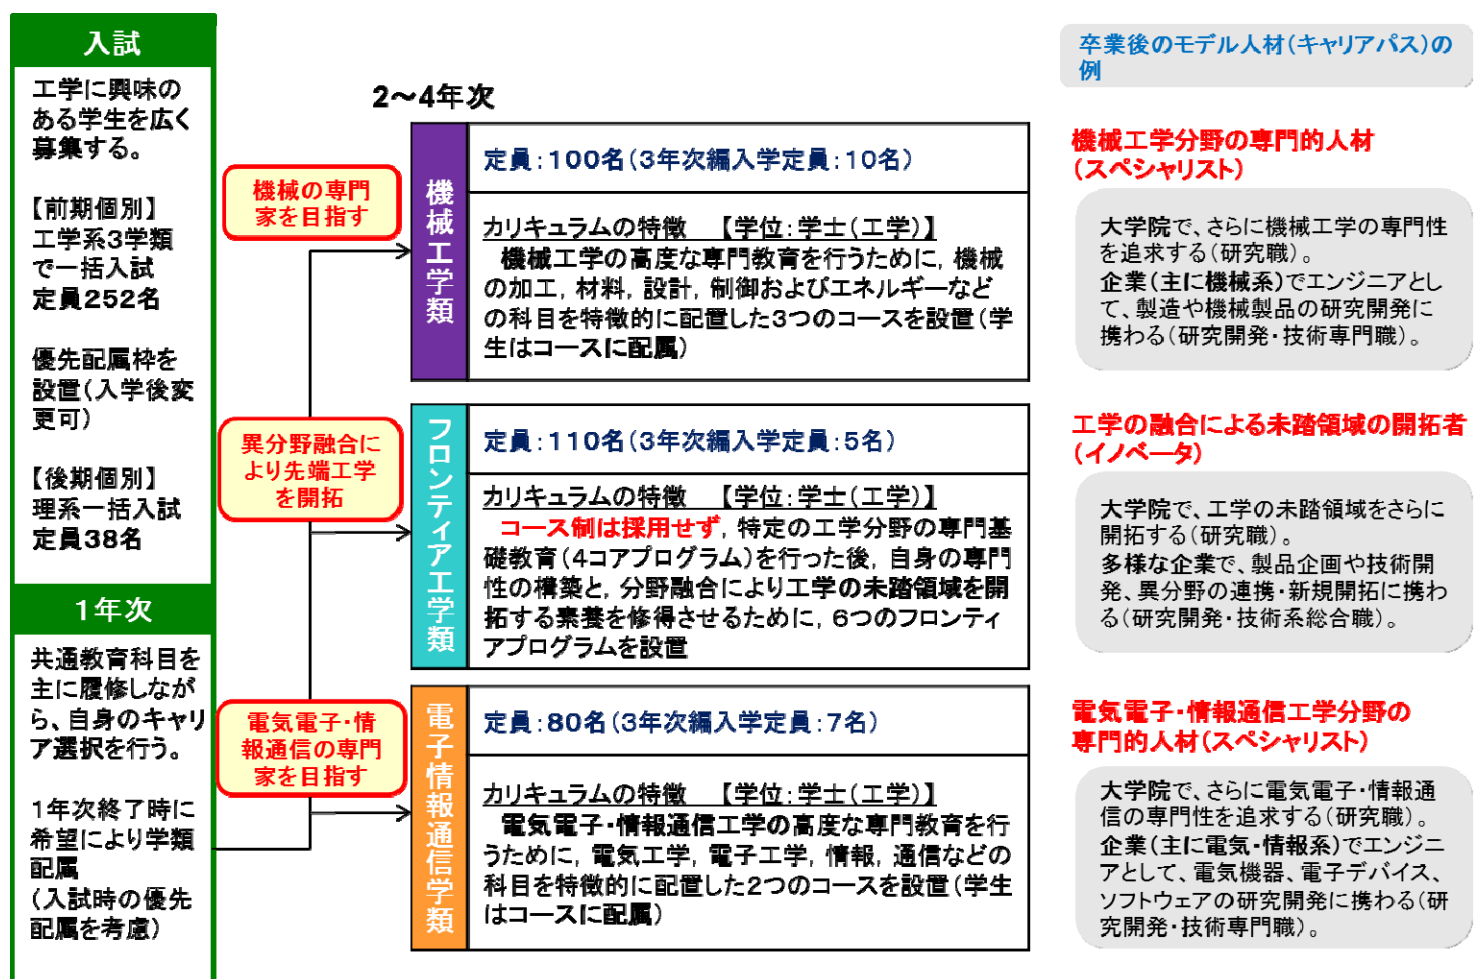 入試
工学に興味の
ある学生を広く
募集する。
【前期個別】
工学系3学類
で一括入試
定員252名
優先配属枠を
設置(入学後変
更可)
【後期個別】
理系一括入試
定員38名
1年次
共通教育科目を
主に履修しなが
ら、自身のキャリ
ア選択を行う。
1年次終了時に
希望により学類
配属
(入試時の優先
配属を考慮)
2~4年次
機械の専門
家を目指す
機械工学類
定員:100名(3年次編入学定員:10名)
カリキュラムの特徴 【学位:学士(工学)】
機械工学の高度な専門教育を行うために,機械
の加工,材料,設計,制御およびエネルギーなど
の科目を特徴的に配置した3つのコースを設置(学
生はコースに配属)
異分野融合に
より先端工学
を開拓
フロンティア工学類
定員:110名(3年次編入学定員:5名)
カリキュラムの特徴 【学位:学士(工学)】
コース制は採用せず,特定の工学分野の専門基
礎教育(4コアプログラム)を行った後,自身の専門
性の構築と,分野融合により工学の未踏領域を開
拓する素養を修得させるために,6つのフロンティ
アプログラムを設置
電気電子・情
報通信の専門
家を目指す
電子情報通信学類
定員:80名(3年次編入学定員:7名)
カリキュラムの特徴 【学位:学士(工学)】
電気電子・情報通信工学の高度な専門教育を行
うために,電気工学,電子工学,情報,通信などの
科目を特徴的に配置した2つのコースを設置(学生
はコースに配属)
卒業後のモデル人材(キャリアパス)の
例
機械工学分野の専門的人材
(スペシャリスト)
大学院で、さらに機械工学の専門性
を追求する(研究職)。
企業(主に機械系)でエンジニアとし
て、製造や機械製品の研究開発に
携わる(研究開発・技術専門職)。
工学の融合による未踏領域の開拓者
(イノベータ)
大学院で、工学の未踏領域をさらに
開拓する(研究職)。
多様な企業で、製品企画や技術開
発、異分野の連携・新規開拓に携わ
る(研究開発・技術系総合職)。
電気電子・情報通信工学分野の
専門的人材(スペシャリスト)
大学院で、さらに電気電子・情報通
信の専門性を追求する(研究職)。
企業(主に電気・情報系)でエンジニ
アとして、電気機器、電子デバイス、
ソフトウェアの研究開発に携わる(研
究開発・技術専門職)。